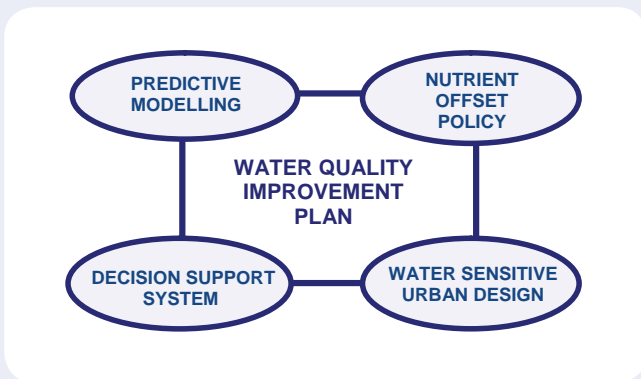 PREDICTIVE
MODELLING
NUTRIENT
OFFSET
POLICY
WATER QUALITY
IMPROVEMENT
PLAN
DECISION SUPPORT
SYSTEM
WATER SENSITIVE
URBAN DESIGN